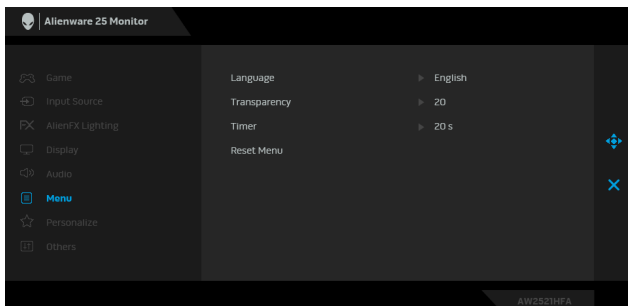 Alienware 25 Monitor
Game
Input Source
FX AlienFX Lighting
Display
Audio
Menu
Personalize
Others
Language English
Transparency 20
Timer 20 s
Reset Menu
AW2521HFA